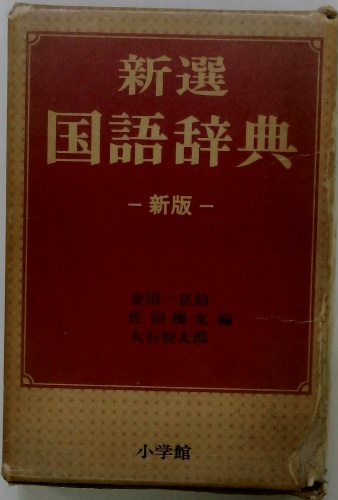 新選
国語辞典
－新版－
金田一京助
佐伯梅友 編
大石初太郎
小学館